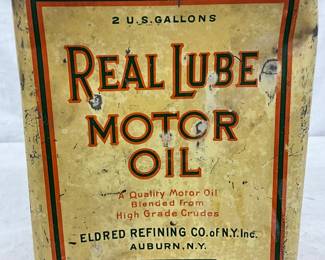 2 U.S. GALLONS
REAL LUBE
MOTOR
OIL
A Quality Motor Oil
Blended from
High Grade Crudes
ELDRED REFINING CO. of N.Y. Inc.
AUBURN, N.Y.